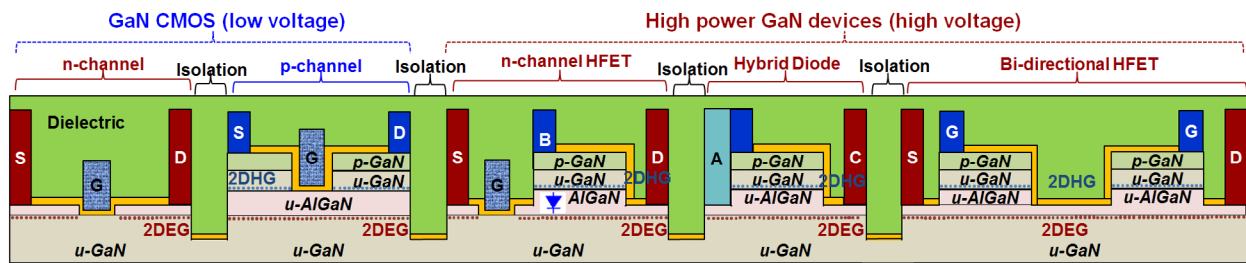 GaN CMOS (low voltage)
High power GaN devices (high voltage)
n-channel
Isolation
p-channel
Isolation
n-channel HFET
Isolation
Hybrid Diode
Isolation
Bi-directional HFET
Dielectric
S
G
D
S
G
D
S
G
B
D
A
C
S
G
G
D
p-GaN
p-GaN
p-GaN
p-GaN
p-GaN
2DHG
u-GaN
u-GaN
2DHG
u-GaN
2DHG
u-GaN
2DHG
u-GaN
u-AlGaN
AlGaN
u-AlGaN
u-AlGaN
u-AlGaN
2DEG
2DEG
2DEG
2DEG
2DEG
2DEG
u-GaN
u-GaN
u-GaN
u-GaN
u-GaN